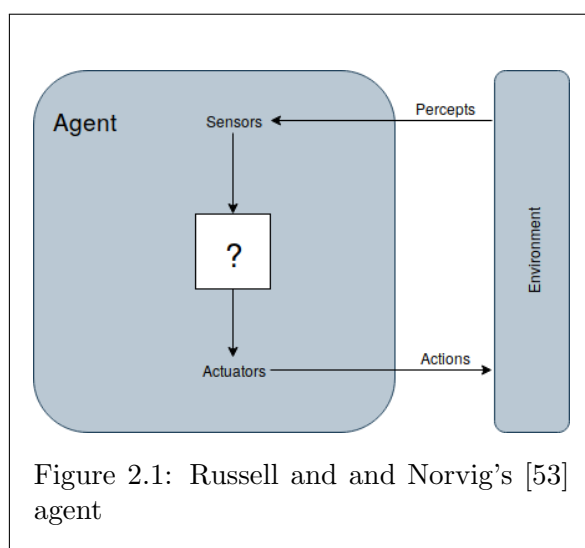 Agent
Sensors
Percepts
?
Environment
Actuators
Actions
Figure 2.1: Russell and and Norvig's [53]
agent